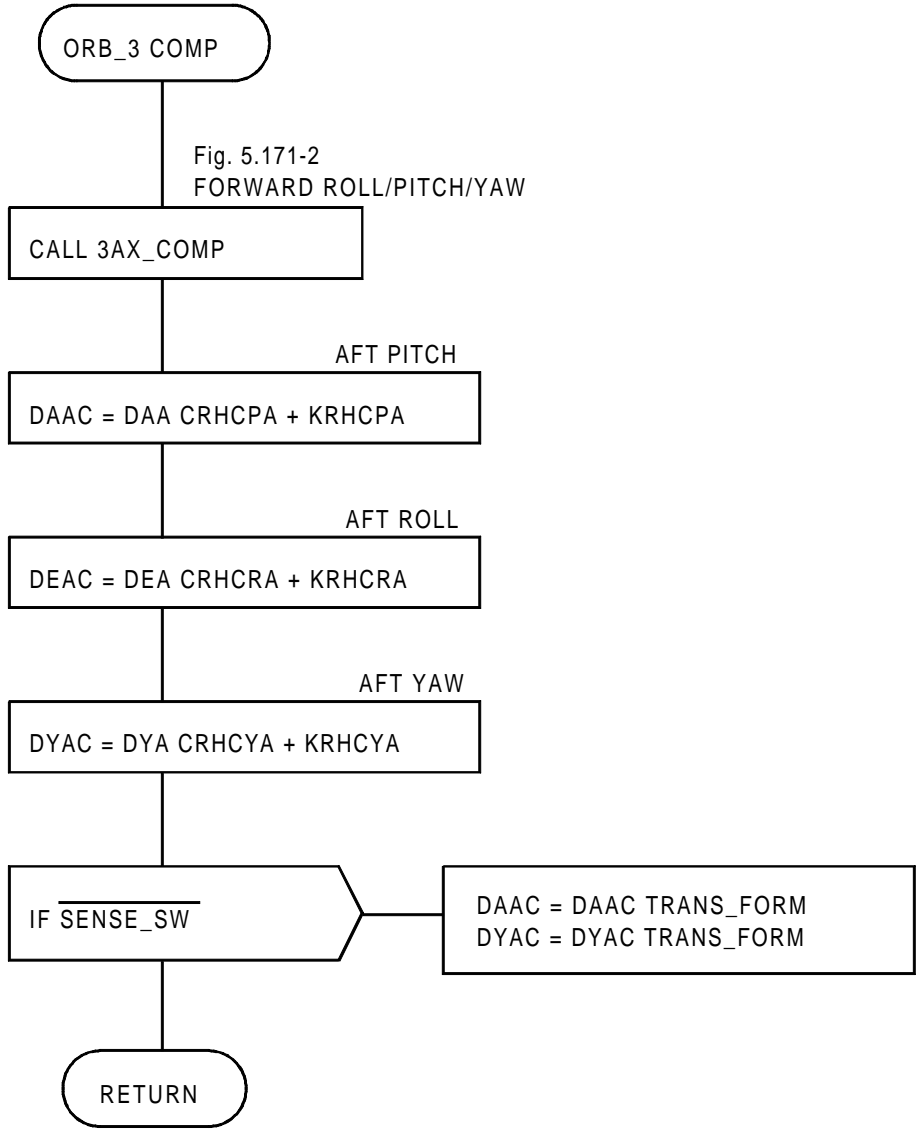 ORB_3 COMP
Fig. 5.171-2
FORWARD ROLL/PITCH/YAW
CALL 3AX_COMP
AFT PITCH
DAAC = DAA CRHCPA + KRHCPA
AFT ROLL
DEAC = DEA CRHCRA + KRHCRA
AFT YAW
DYAC = DYA CRHCYA + KRHCYA
IF S̅E̅N̅S̅E̅_̅S̅W̅
DAAC = DAAC TRANS_FORM
DYAC = DYAC TRANS_FORM
RETURN